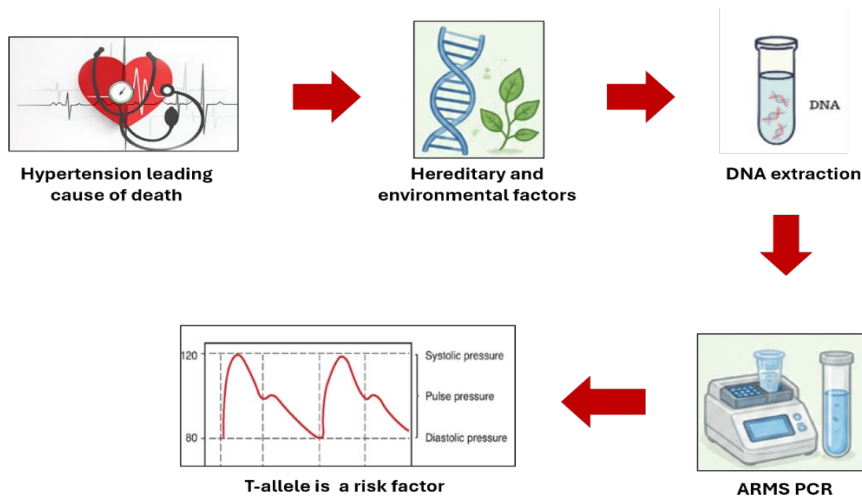 Hypertension leading
cause of death
Hereditary and
environmental factors
DNA
DNA extraction
120
Systolic pressure
Pulse pressure
80
Diastolic pressure
T-allele is a risk factor
ARMS PCR